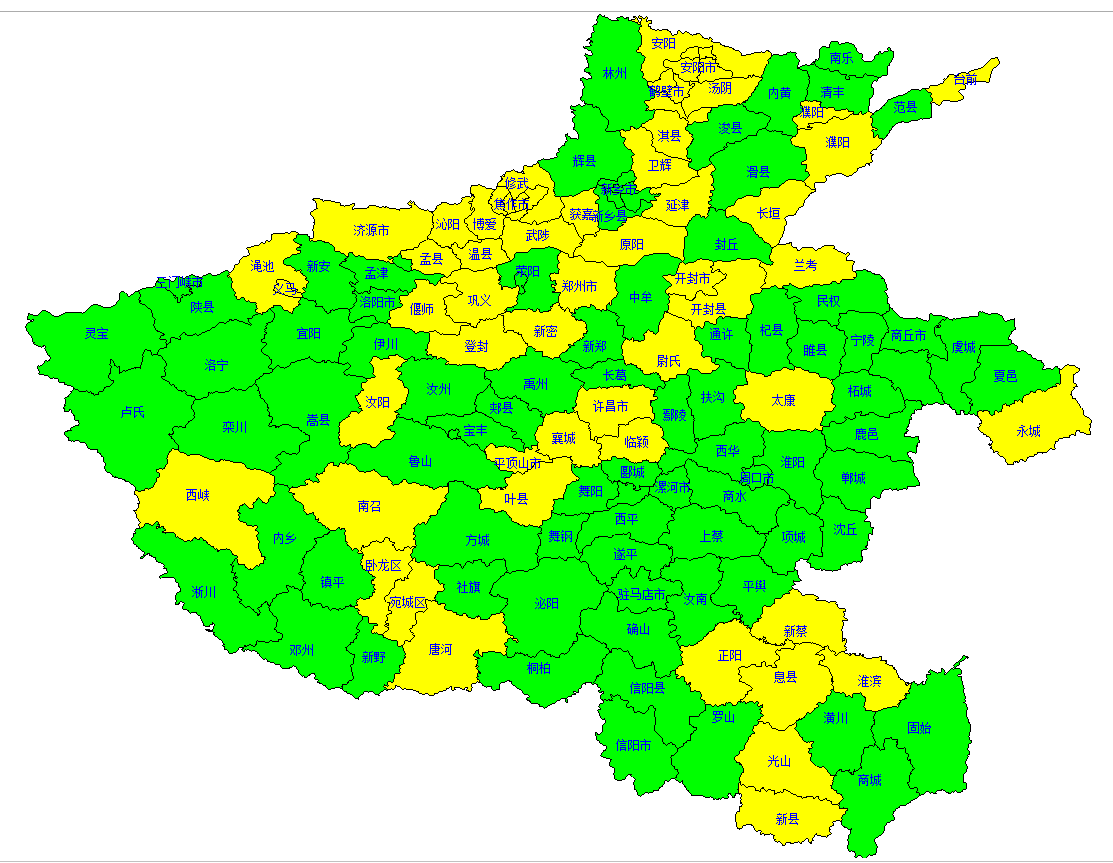 安阳
林州
南乐
安阳市
台前
鹤壁市
汤阴
内黄
清丰
范县
濮阳
浚县
淇县
濮阳
辉县
卫辉
滑县
修武
新乡市
焦作市
获嘉
新乡县
延津
长垣
济源市
沁阳
博爱
武陟
原阳
封丘
孟县
温县
渑池
新安
孟津
荥阳
兰考
三门峡市
义马
郑州市
开封市
陕县
洛阳市
偃师
巩义
中牟
开封县
民权
灵宝
宜阳
伊川
登封
新密
新郑
尉氏
通许
杞县
睢县
宁陵
商丘市
虞城
洛宁
长葛
夏邑
卢氏
汝阳
汝州
禹州
郏县
许昌市
鄢陵
扶沟
太康
柘城
栾川
嵩县
宝丰
襄城
临颍
鹿邑
永城
鲁山
平顶山市
西华
淮阳
郾城
周口市
郸城
西峡
南召
叶县
舞阳
漯河市
商水
内乡
方城
舞钢
西平
上蔡
项城
沈丘
遂平
卧龙区
镇平
社旗
淅川
宛城区
泌阳
驻马店市
汝南
平舆
邓州
新野
唐河
确山
新蔡
桐柏
正阳
息县
淮滨
信阳县
信阳市
罗山
潢川
固始
光山
商城
新县